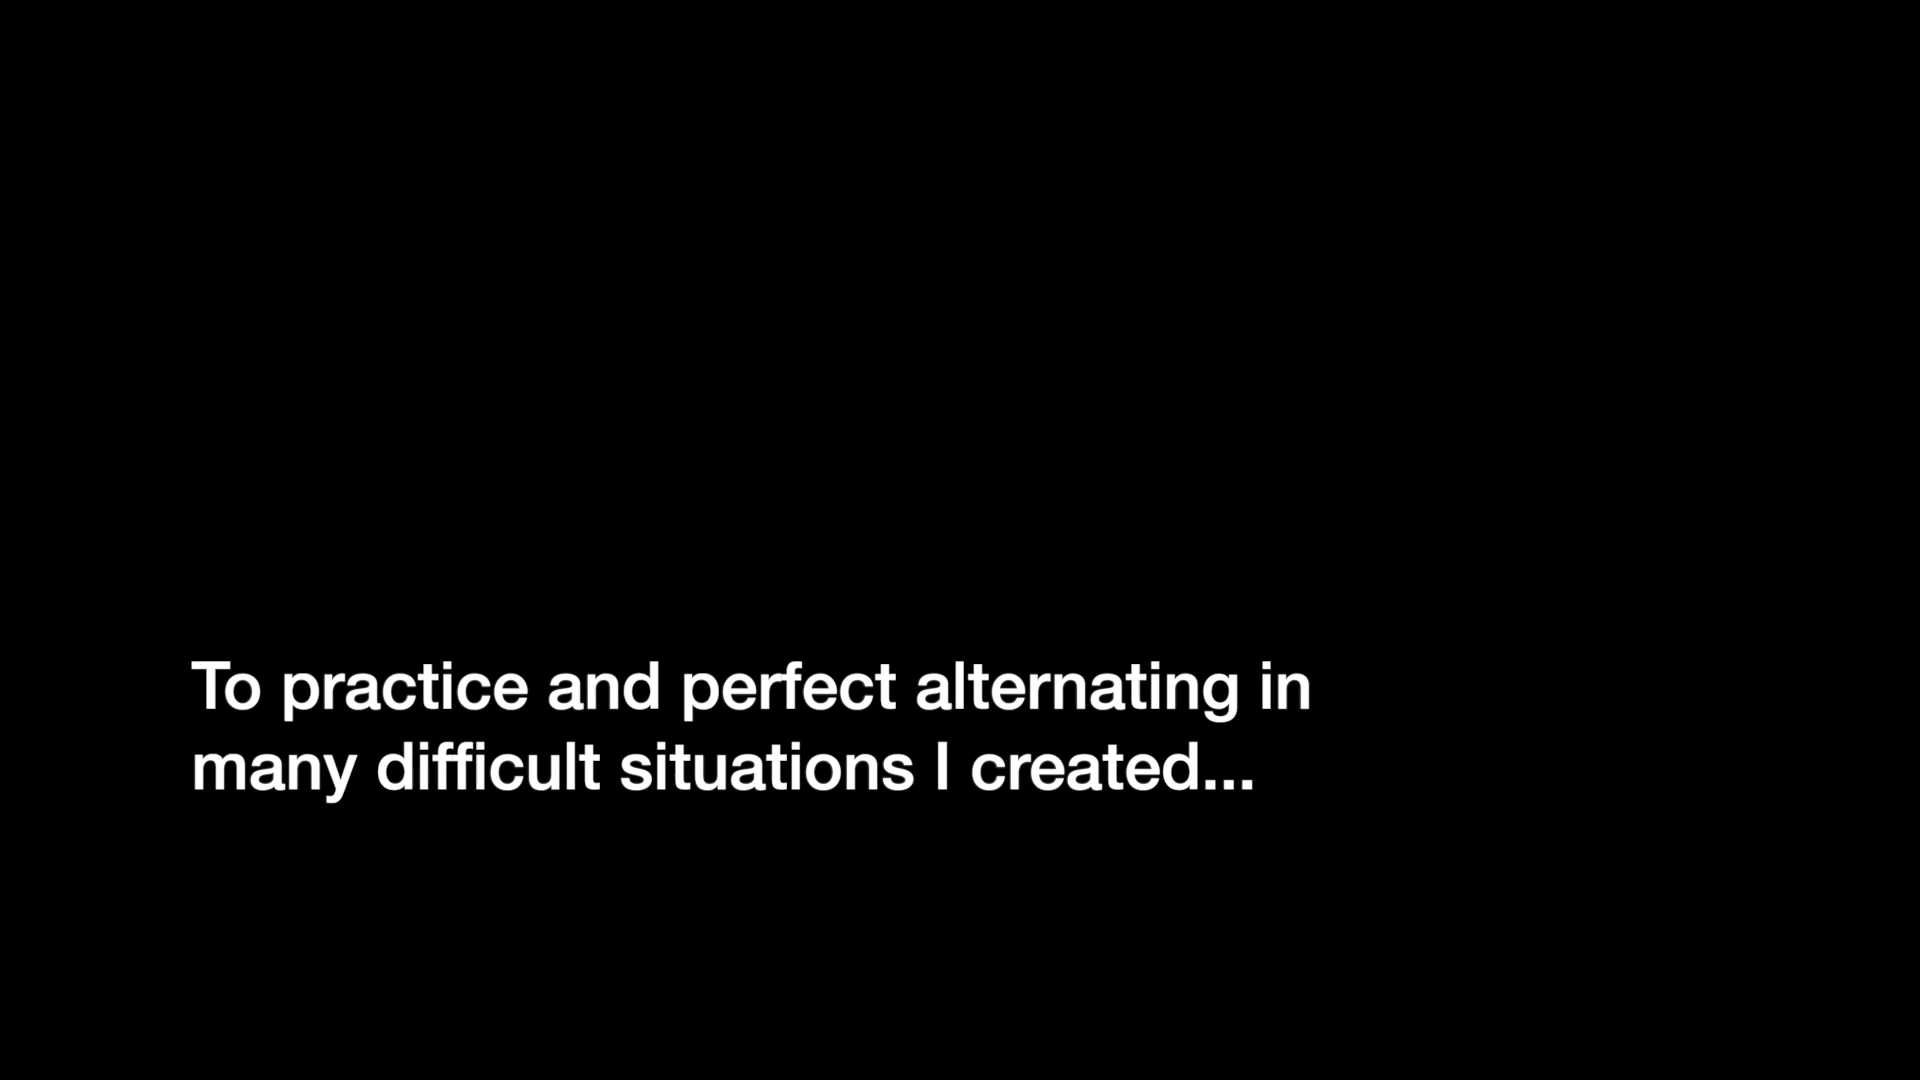 To practice and perfect alternating in
many difficult situations I created...